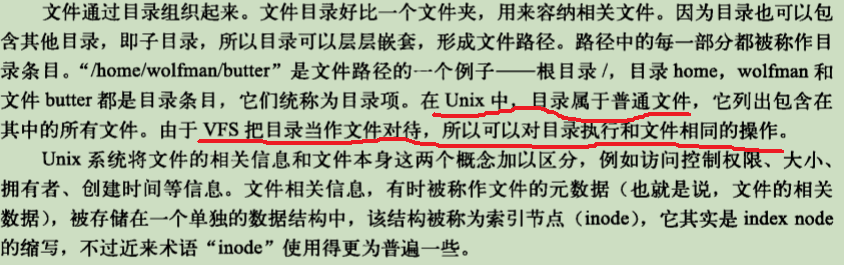 文件通过目录组织起来。文件目录好比一个文件夹，用来容纳相关文件。因为目录也可以包
含其他目录，即子目录，所以目录可以层层嵌套，形成文件路径。路径中的每一部分都被称作目
录条目。“/home/wolfman/butter”是文件路径的一个例子——根目录 /，目录 home，wolfman 和
文件 butter 都是目录条目，它们统称为目录项。在 Unix 中，目录属于普通文件，它列出包含在
其中的所有文件。由于 VFS 把目录当作文件对待，所以可以对目录执行和文件相同的操作。
Unix 系统将文件的相关信息和文件本身这两个概念加以区分，例如访问控制权限、大小、
拥有者、创建时间等信息。文件相关信息，有时被称作文件的元数据（也就是说，文件的相关
数据），被存储在一个单独的数据结构中，该结构被称为索引节点（inode），它其实是 index node
的缩写，不过近来术语“inode”使用得更为普遍一些。